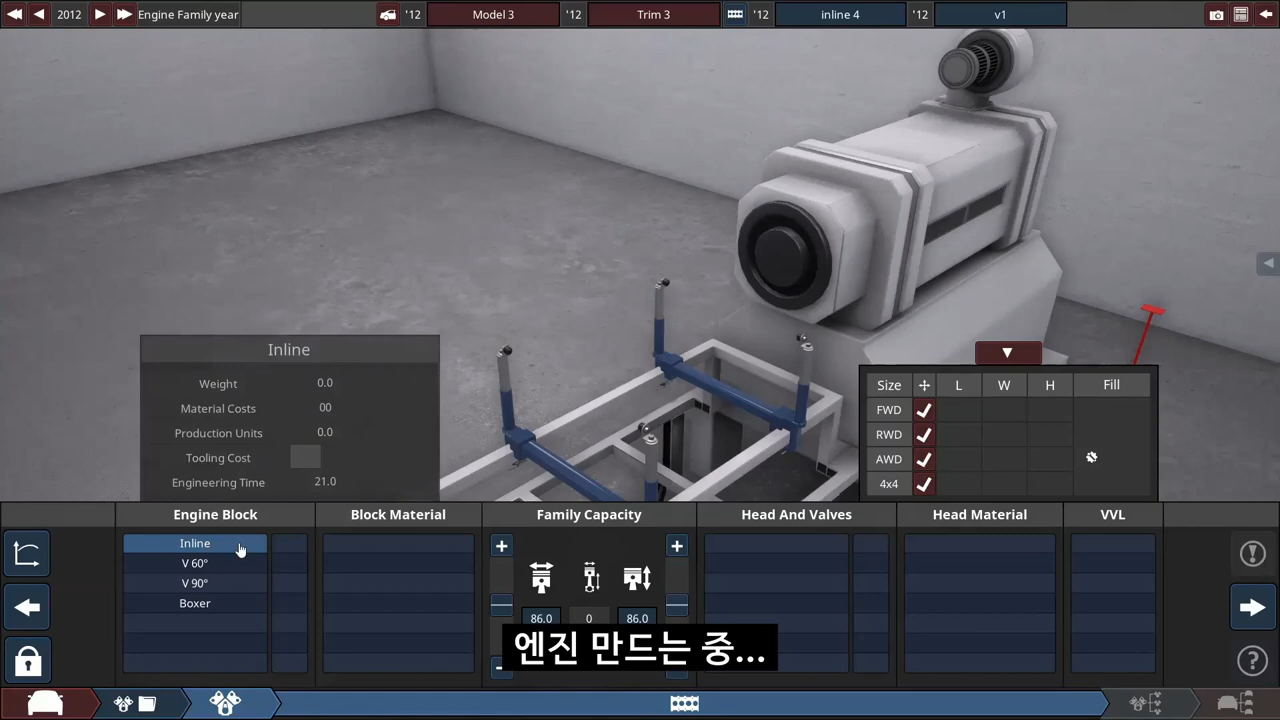 2012 Engine Family year '12 Model 3 '12 Trim 3 '12 inline 4 '12 v1
Inline
Weight 0.0
Material Costs 00
Production Units 0.0
Tooling Cost
Engineering Time 21.0
Size L W H Fill
FWD
RWD
AWD
4x4
Engine Block Block Material Family Capacity Head And Valves Head Material VVL
Inline
V 60°
V 90°
Boxer
86.0 0 86.0
엔진 만드는 중...